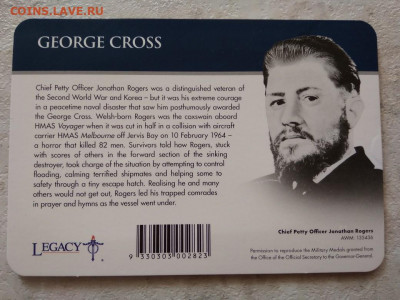 COINS.LAVE.RU
GEORGE CROSS
Chief Petty Officer Jonathan Rogers was a distinguished veteran of
the Second World War and Korea – but it was his extreme courage
in a peacetime naval disaster that saw him posthumously awarded
the George Cross. Welsh-born Rogers was the coxswain aboard
HMAS Voyager when it was cut in half in a collision with aircraft
carrier HMAS Melbourne off Jervis Bay on 10 February 1964 –
a horror that killed 82 men. Survivors told how Rogers, stuck
with scores of others in the forward section of the sinking
destroyer, took charge of the situation by attempting to control
flooding, calming terrified shipmates and helping some to
safety through a tiny escape hatch. Realising he and many
others would not get out, Rogers led his trapped comrades
in prayer and hymns as the vessel went under.
LEGACY
9 330303 002823
Chief Petty Officer Jonathan Rogers
AWM 135406
Permission to reproduce the Military Medals granted from
the Office of the Official Secretary to the Governor-General.